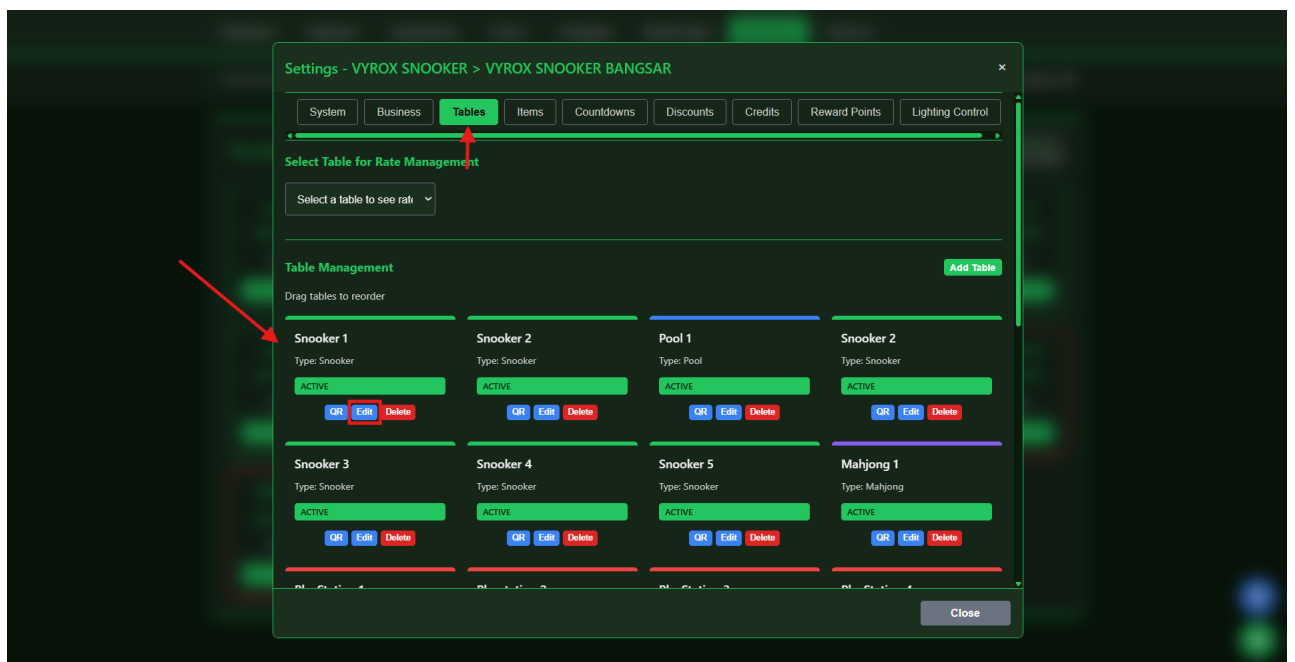 Settings - VYROX SNOOKER > VYROX SNOOKER BANGSAR ×
System Business Tables Items Countdowns Discounts Credits Reward Points Lighting Control
Select Table for Rate Management
Select a table to see rat
Table Management Add Table
Drag tables to reorder
Snooker 1 Snooker 2 Pool 1 Snooker 2
Type: Snooker Type: Snooker Type: Pool Type: Snooker
ACTIVE ACTIVE ACTIVE ACTIVE
QR Edit Delete QR Edit Delete QR Edit Delete QR Edit Delete
Snooker 3 Snooker 4 Snooker 5 Mahjong 1
Type: Snooker Type: Snooker Type: Snooker Type: Mahjong
ACTIVE ACTIVE ACTIVE ACTIVE
QR Edit Delete QR Edit Delete QR Edit Delete QR Edit Delete
Close